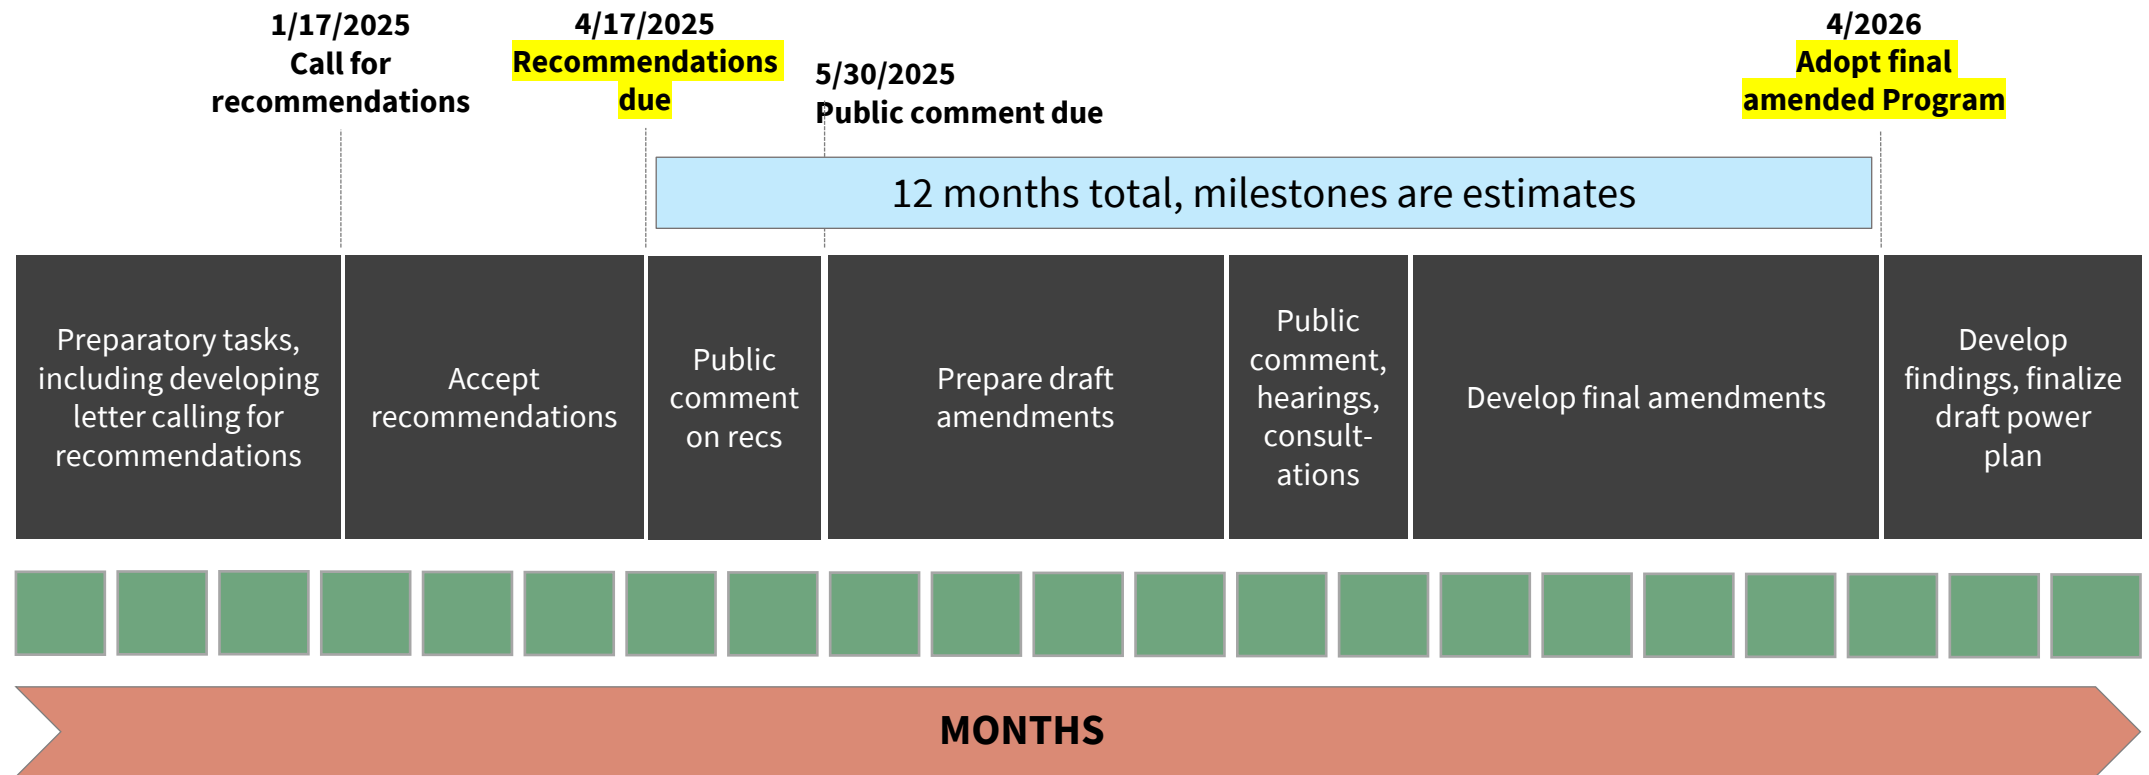 1/17/2025
Call for
recommendations
4/17/2025
Recommendations
due
5/30/2025
Public comment due
4/2026
Adopt final
amended Program
12 months total, milestones are estimates
Preparatory tasks,
including developing
letter calling for
recommendations
Accept
recommendations
Public
comment
on recs
Prepare draft
amendments
Public
comment,
hearings,
consult-
ations
Develop final amendments
Develop
findings, finalize
draft power
plan
MONTHS